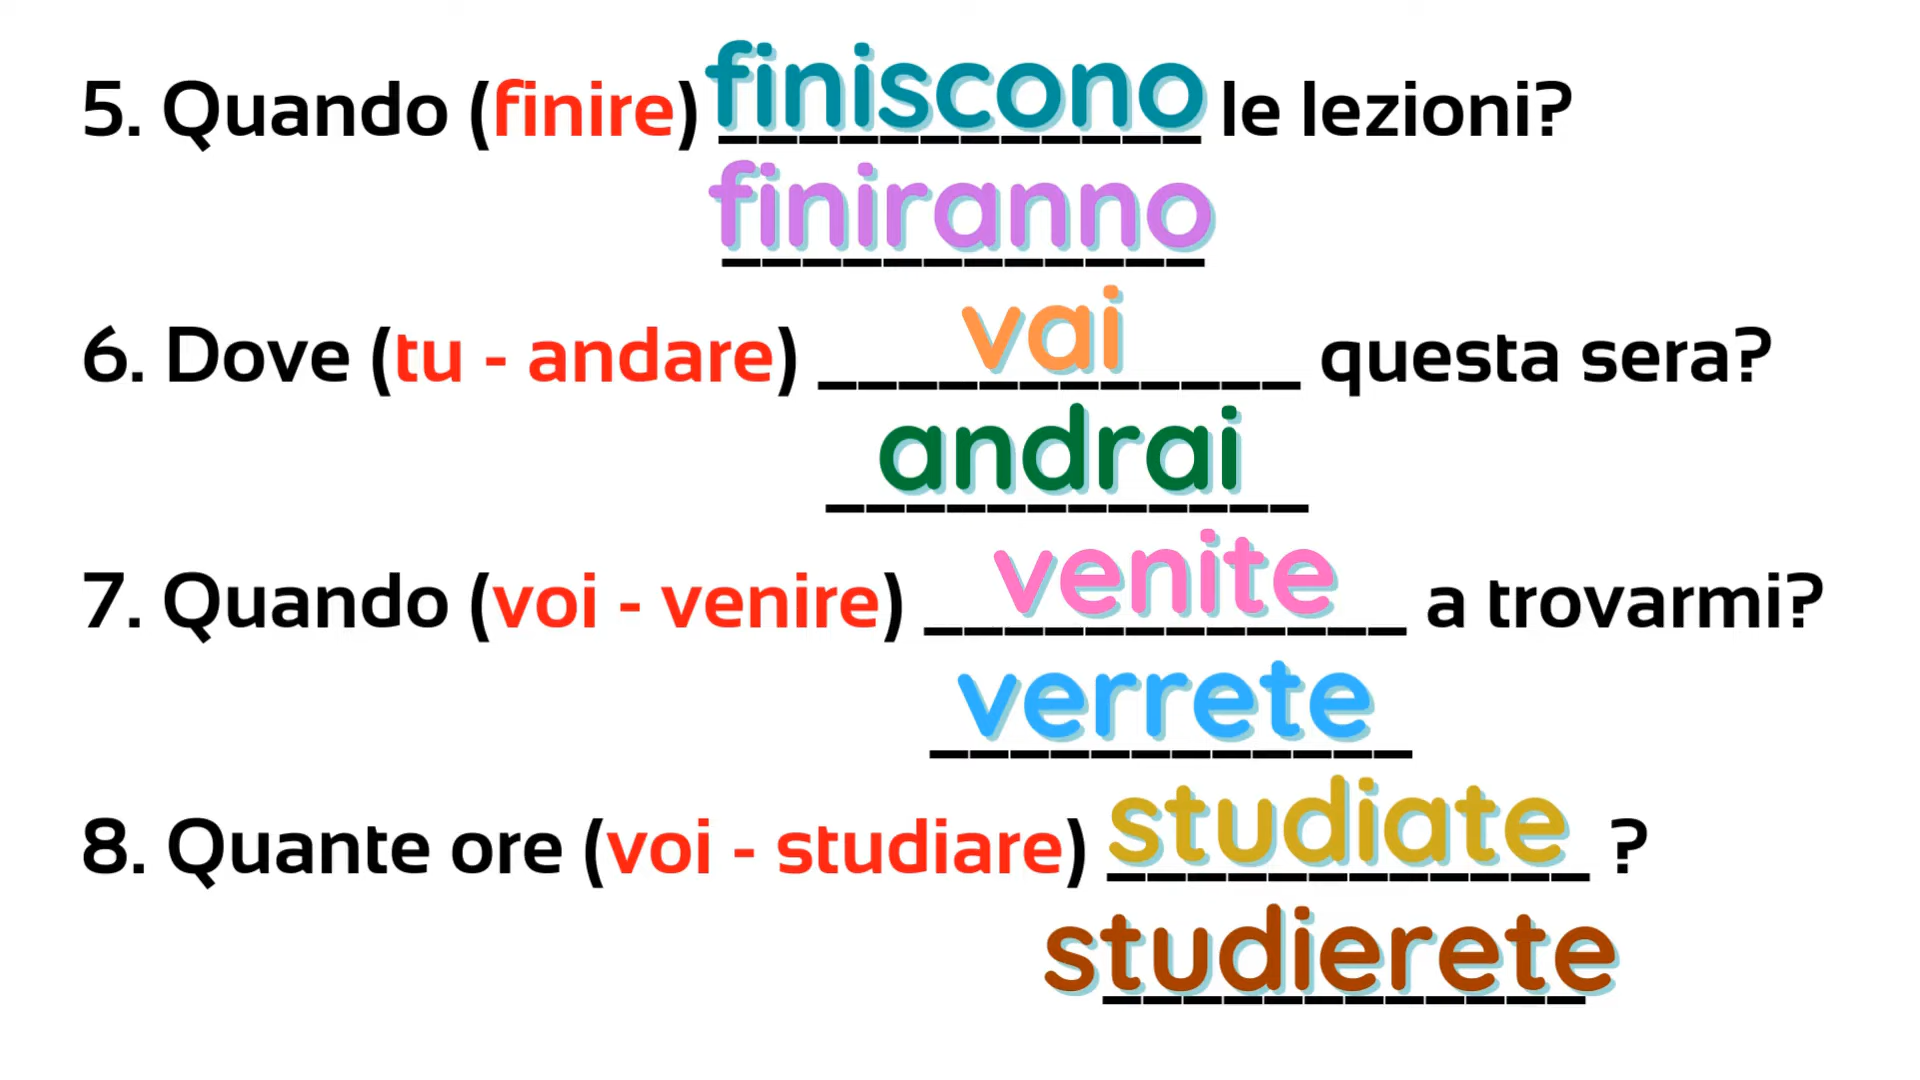 5. Quando (finire) finiscono le lezioni?
finiranno
6. Dove (tu - andare) vai questa sera?
andrai
7. Quando (voi - venire) venite a trovarmi?
verrete
8. Quante ore (voi - studiare) studiate ?
studierete